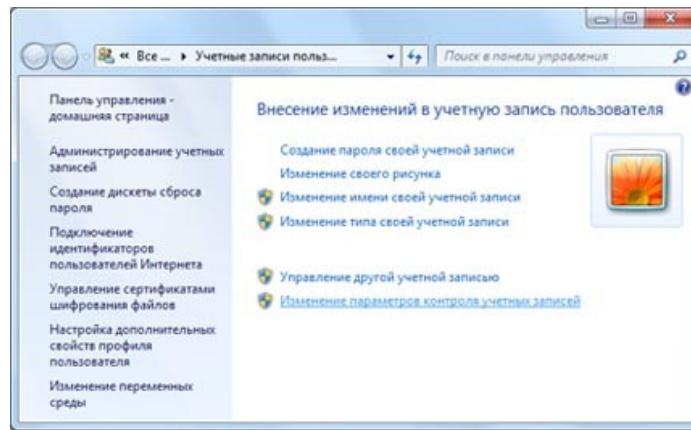 « Все ... ▸ Учетные записи польз...
Поиск в панели управления
Панель управления -
домашняя страница
Администрирование учетных
записей
Создание дискеты сброса
пароля
Подключение
идентификаторов
пользователей Интернета
Управление сертификатами
шифрования файлов
Настройка дополнительных
свойств профиля
пользователя
Изменение переменных
среды
Внесение изменений в учетную запись пользователя
Создание пароля своей учетной записи
Изменение своего рисунка
Изменение имени своей учетной записи
Изменение типа своей учетной записи
Управление другой учетной записью
Изменение параметров контроля учетных записей